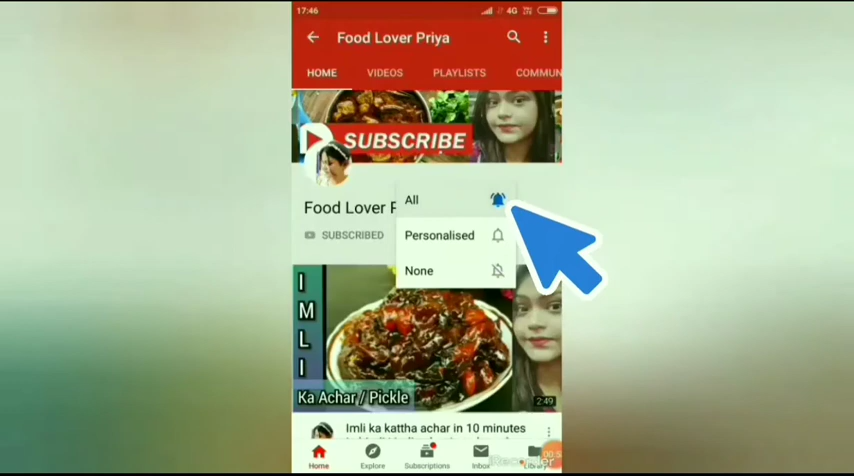 17:46
4G
Food Lover Priya
HOME VIDEOS PLAYLISTS COMMUN
SUBSCRIBE
All
Food Lover P
Personalised
SUBSCRIBED
None
I
M
L
I
Ka Achar / Pickle
2:49
Imli ka kattha achar in 10 minutes
Home Explore Subscriptions Inbox